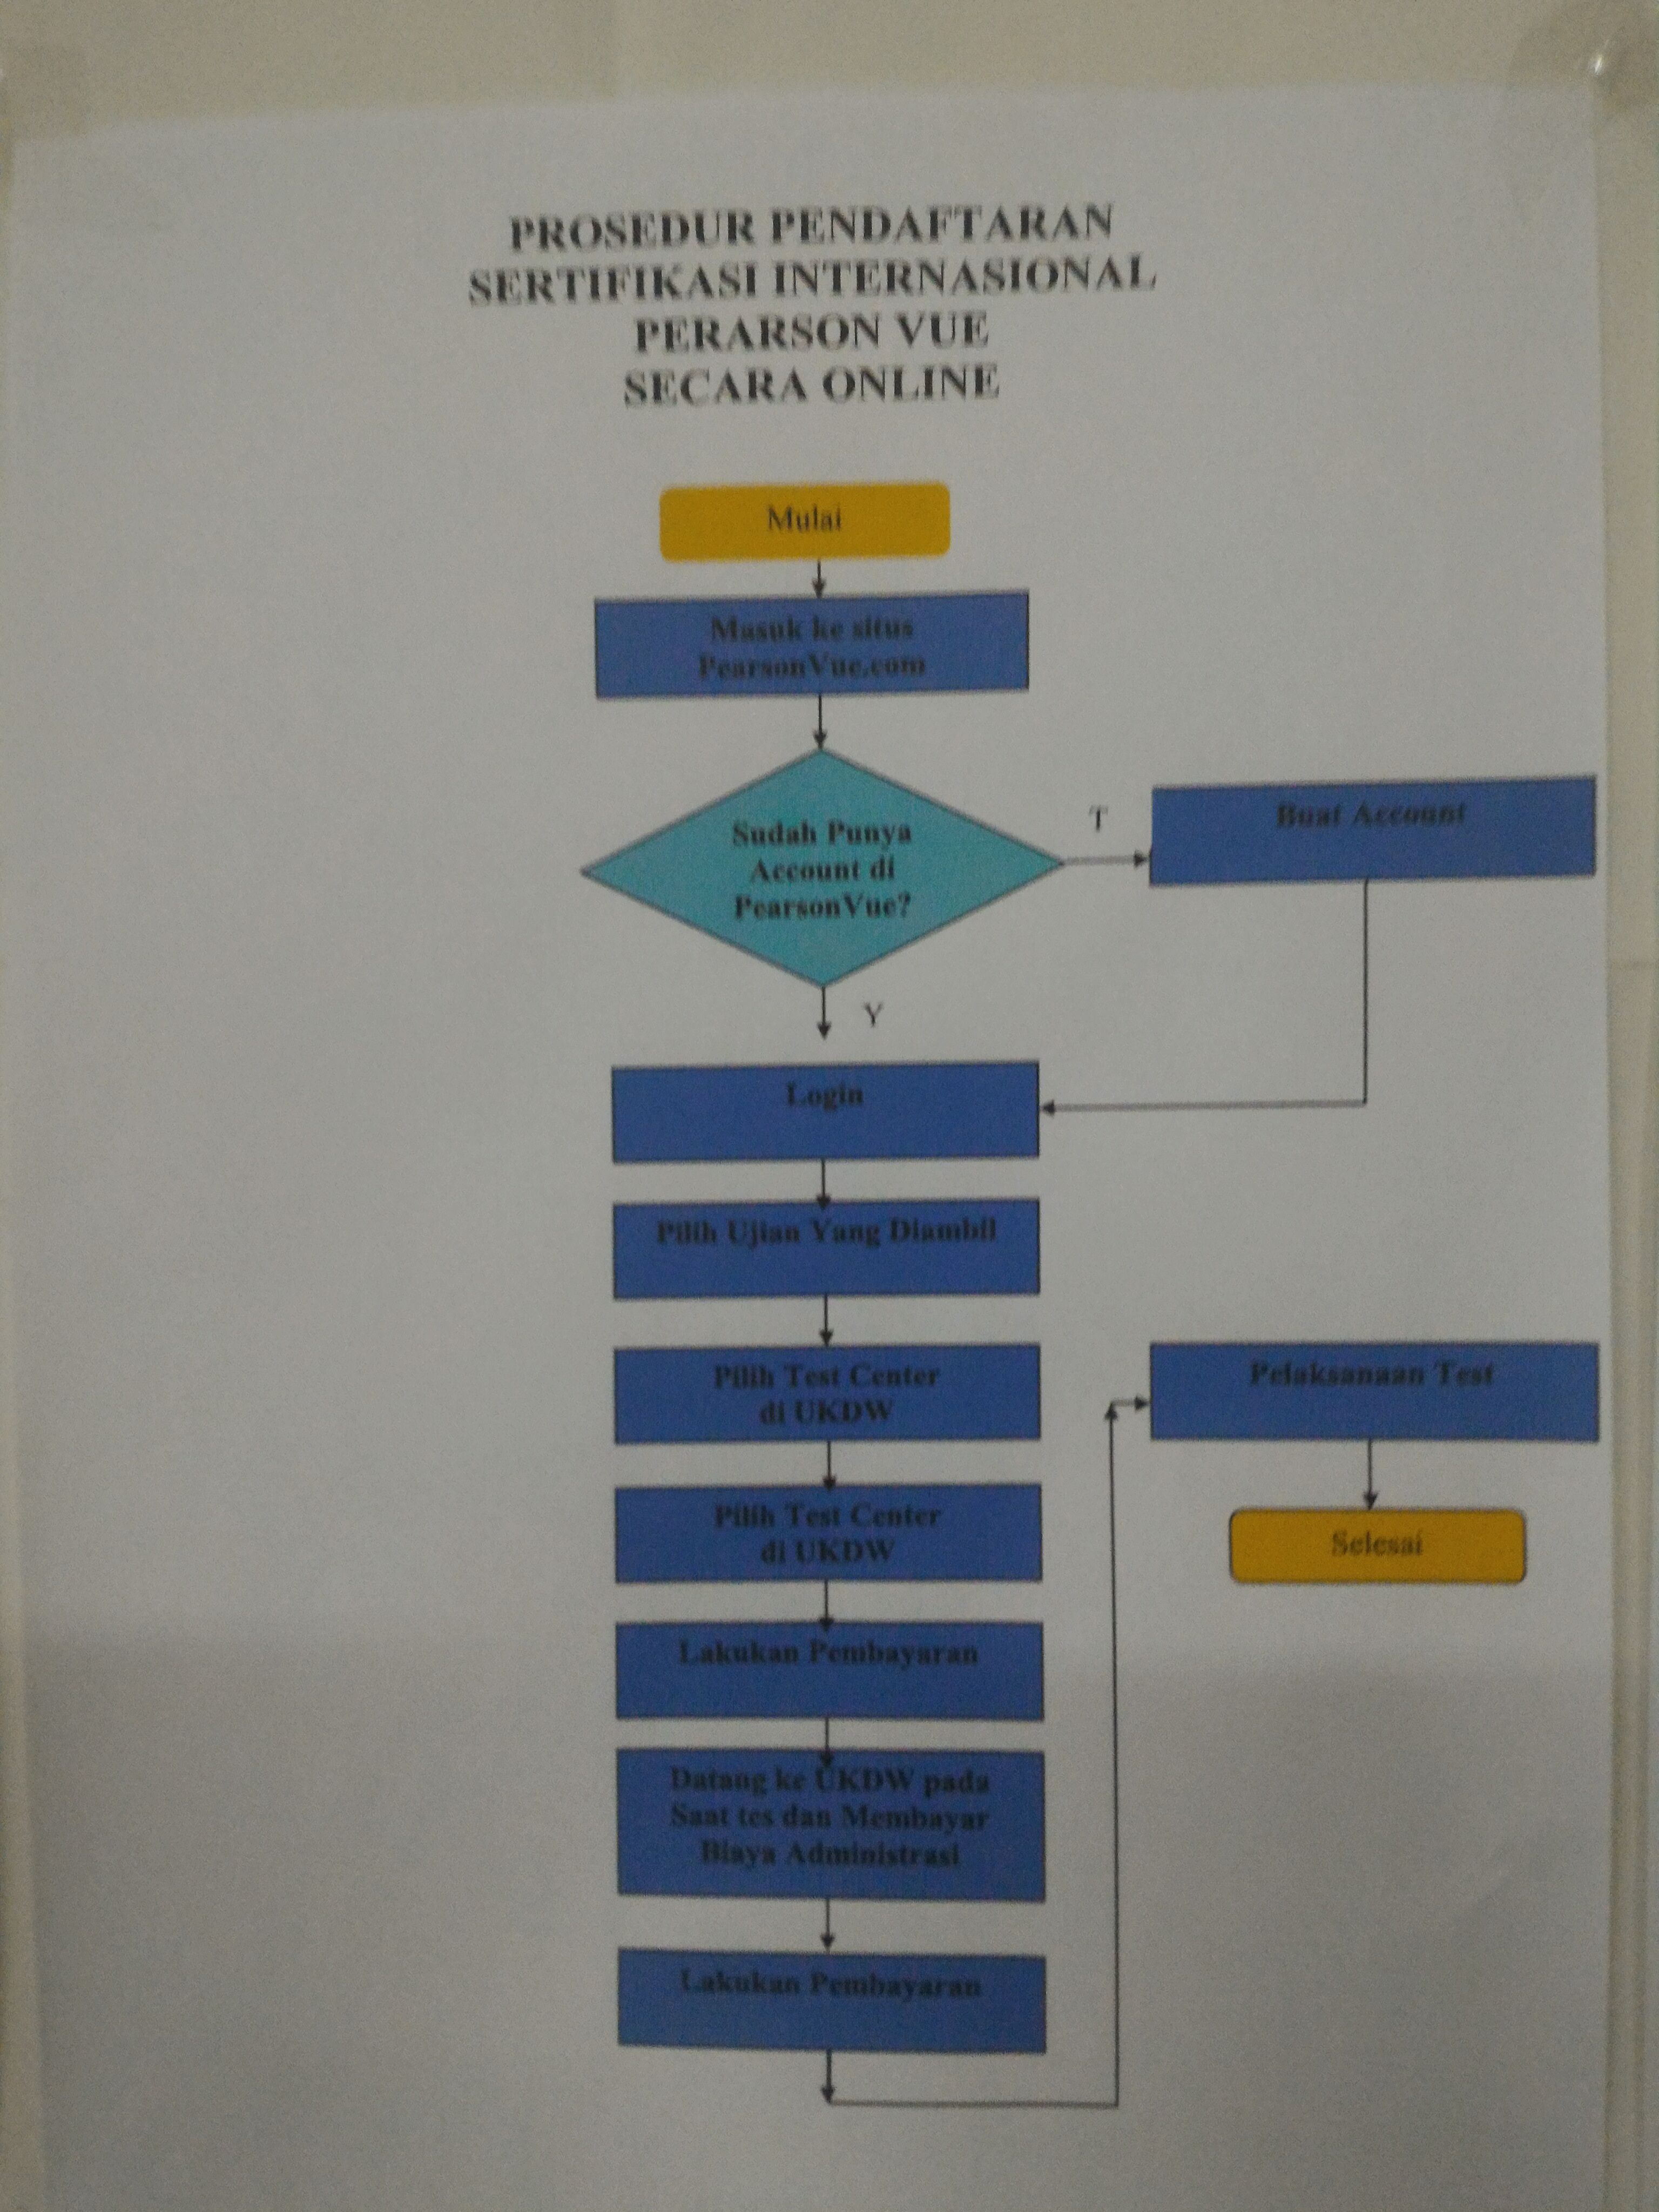 PROSEDUR PENDAFTARAN
SERTIFIKASI INTERNASIONAL
PERARSON VUE
SECARA ONLINE
Mulai
Masuk ke situs
PearsonVue.com
Sudah Punya
Account di
PearsonVue?
T
Buat Account
Y
Login
Pilih Ujian Yang Diambil
Pilih Test Center
di UKDW
Pilih Test Center
di UKDW
Lakukan Pembayaran
Datang ke UKDW pada
Saat tes dan Membayar
Biaya Administrasi
Lakukan Pembayaran
Pelaksanaan Test
Selesai